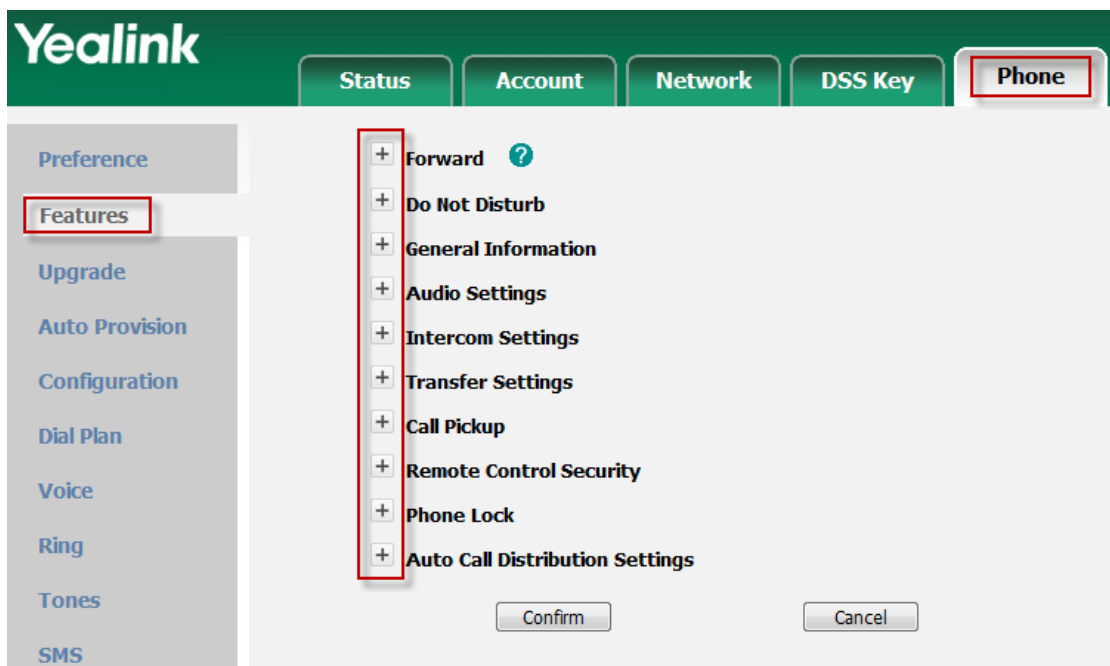 Yealink
Status Account Network DSS Key Phone
Preference
Features
Upgrade
Auto Provision
Configuration
Dial Plan
Voice
Ring
Tones
SMS
+ Forward ?
+ Do Not Disturb
+ General Information
+ Audio Settings
+ Intercom Settings
+ Transfer Settings
+ Call Pickup
+ Remote Control Security
+ Phone Lock
+ Auto Call Distribution Settings
Confirm Cancel